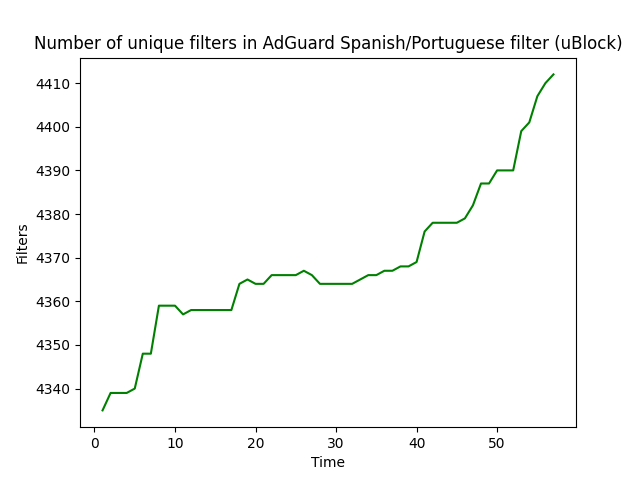 Number of unique filters in AdGuard Spanish/Portuguese filter (uBlock)
4410
4400
4390
4380
4370
4360
4350
4340
Filters
0 10 20 30 40 50
Time